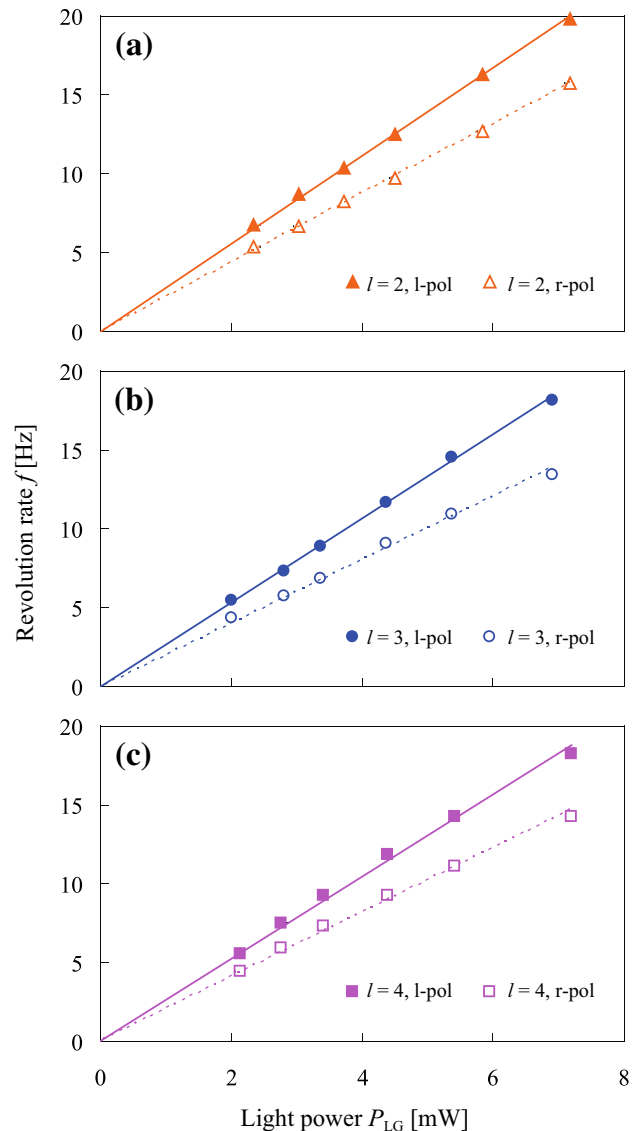 20
(a)
15
10
5
l = 2, l-pol
l = 2, r-pol
0
20
(b)
15
10
5
l = 3, l-pol
l = 3, r-pol
0
Revolution rate f [Hz]
20
(c)
15
10
5
l = 4, l-pol
l = 4, r-pol
0
0 2 4 6 8
Light power P_LG [mW]